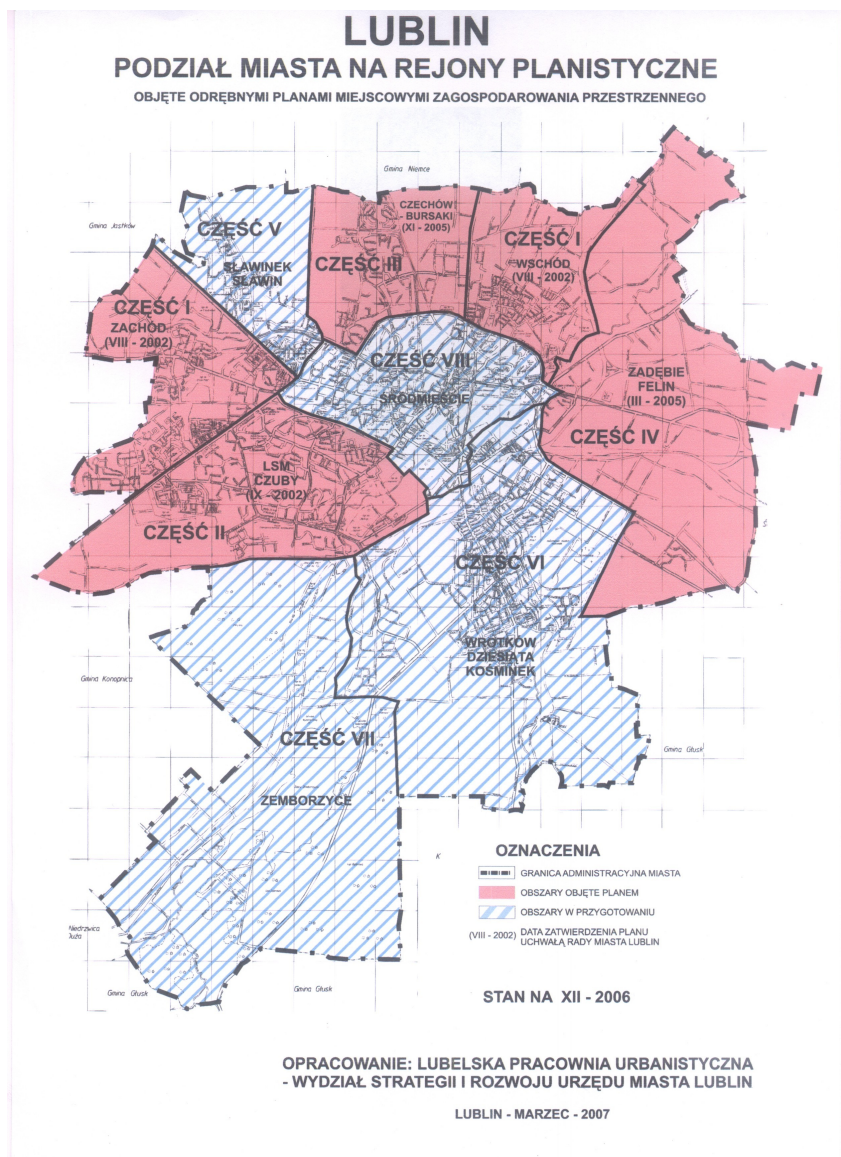 LUBLIN
PODZIAŁ MIASTA NA REJONY PLANISTYCZNE
OBJĘTE ODRĘBNYMI PLANAMI MIEJSCOWYMI ZAGOSPODAROWANIA PRZESTRZENNEGO
Gmina Niemce
Gmina Jastków
CZĘŚĆ V
SŁAWINEK
SŁAWIN
CZECHÓW
- BURSAKI
(XI - 2005)
CZĘŚĆ III
CZĘŚĆ I
WSCHÓD
(VIII - 2002)
CZĘŚĆ I
ZACHÓD
(VIII - 2002)
CZĘŚĆ VIII
ŚRÓDMIEŚCIE
ZADĘBIE
FELIN
(III - 2005)
CZĘŚĆ IV
LSM
CZUBY
(IX - 2002)
CZĘŚĆ II
CZĘŚĆ VI
WROTKÓW
DZIESIĄTA
KOŚMINEK
Gmina Konopnica
CZĘŚĆ VII
Gmina Głusk
ZEMBORZYCE
K
OZNACZENIA
GRANICA ADMINISTRACYJNA MIASTA
OBSZARY OBJĘTE PLANEM
OBSZARY W PRZYGOTOWANIU
(VIII - 2002) DATA ZATWIERDZENIA PLANU
UCHWAŁĄ RADY MIASTA LUBLIN
Niedrzwica
Duża
Gmina Głusk
Gmina Głusk
STAN NA XII - 2006
OPRACOWANIE: LUBELSKA PRACOWNIA URBANISTYCZNA
- WYDZIAŁ STRATEGII I ROZWOJU URZĘDU MIASTA LUBLIN
LUBLIN - MARZEC - 2007